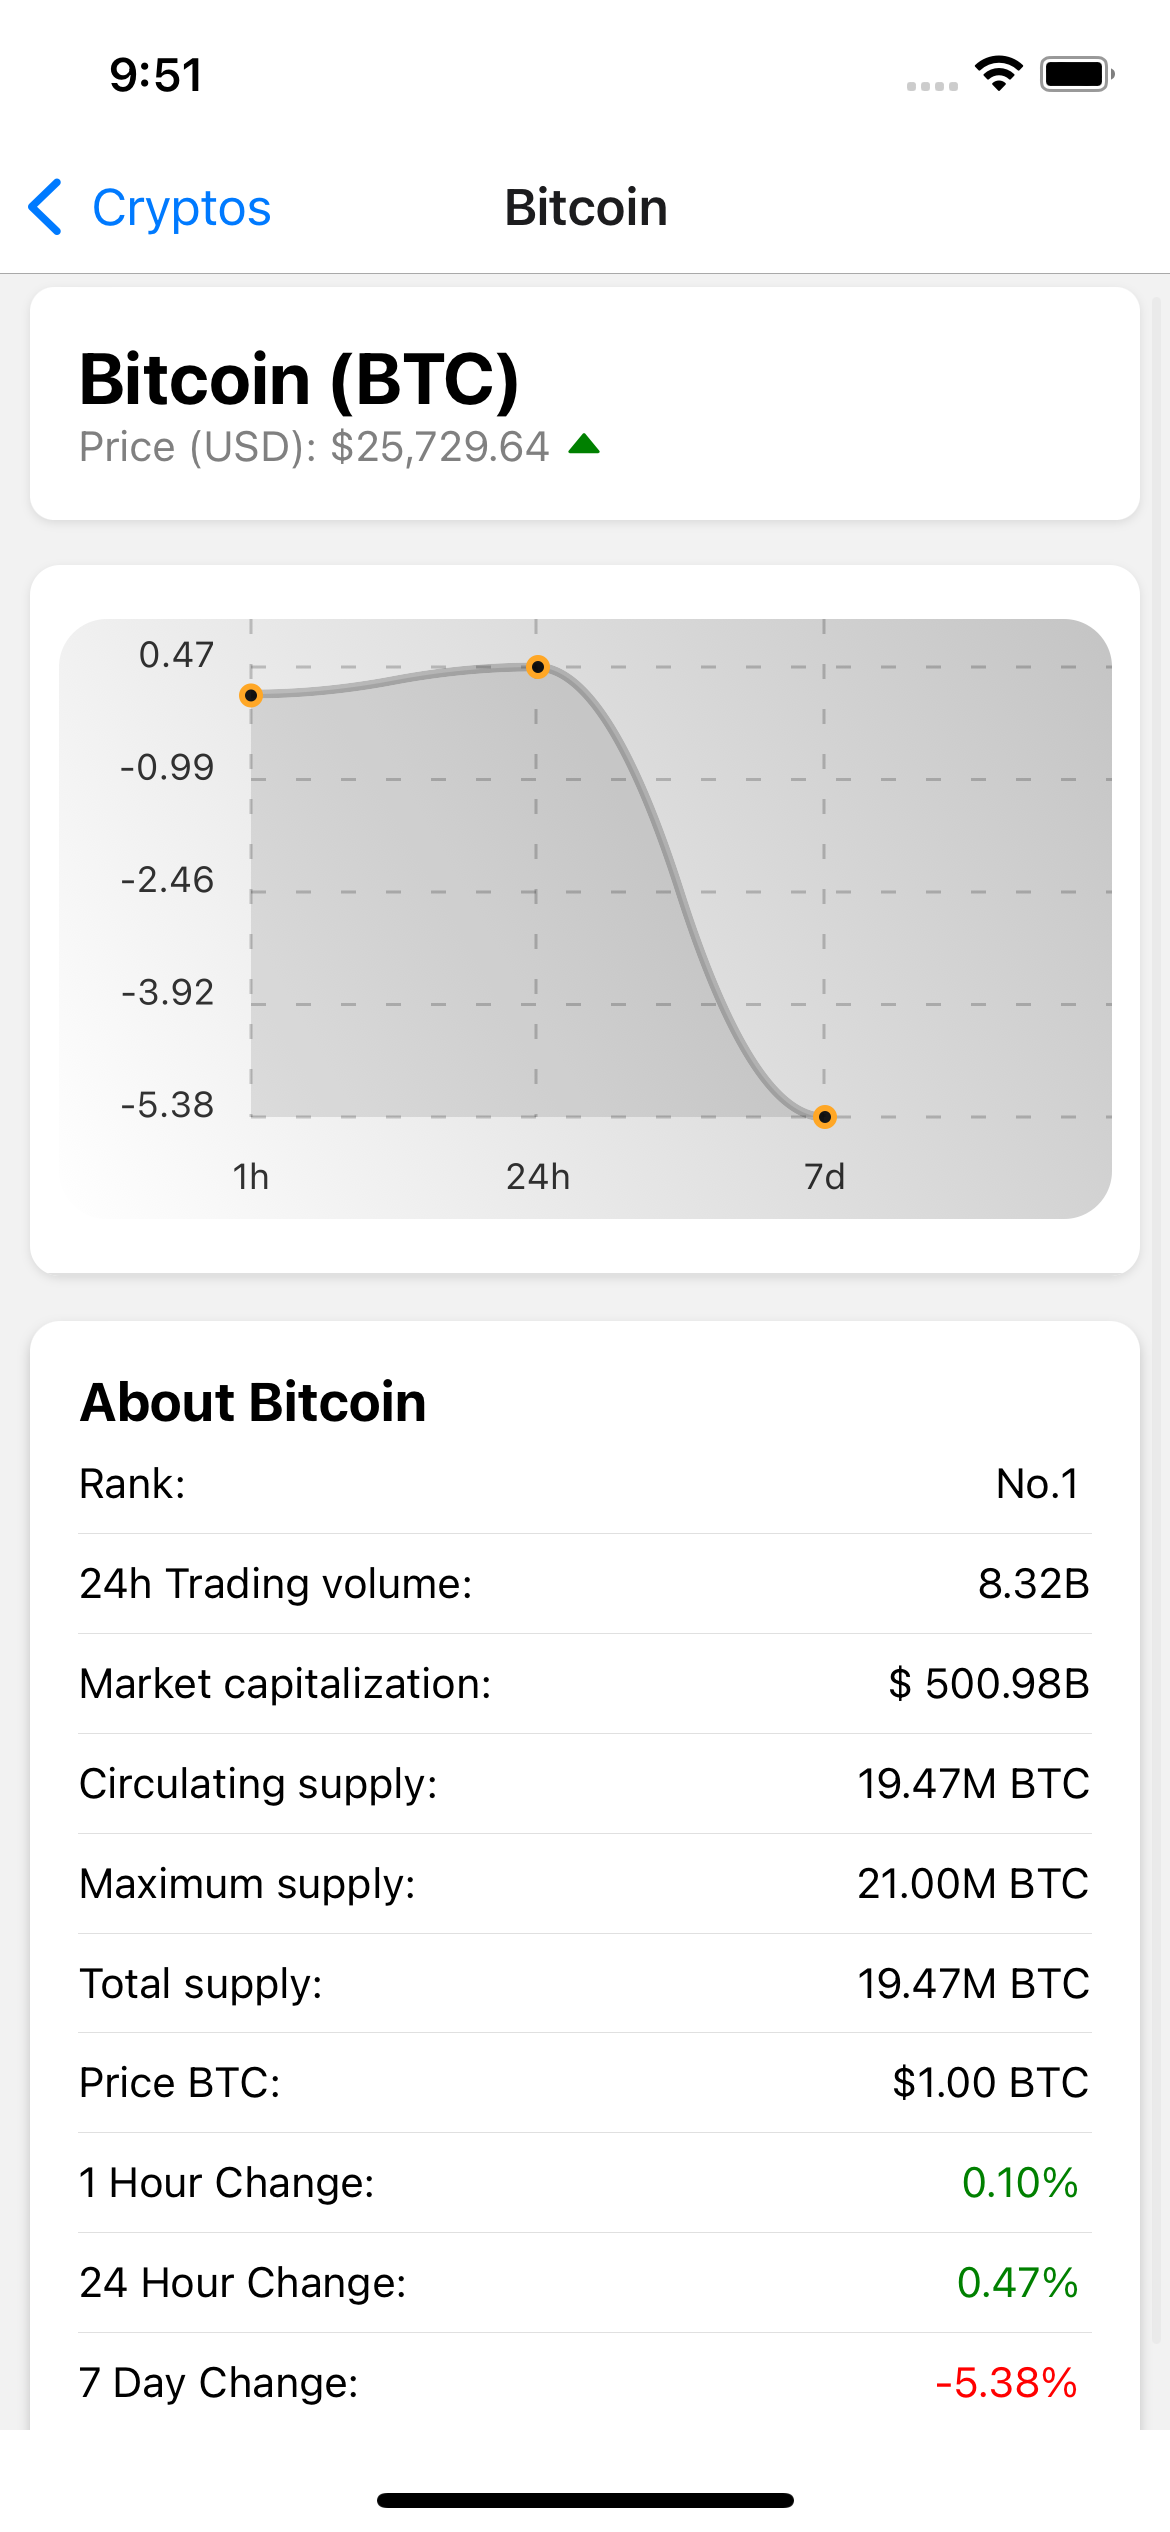 9:51
Cryptos
Bitcoin
Bitcoin (BTC)
Price (USD): $25,729.64
0.47
-0.99
-2.46
-3.92
-5.38
1h 24h 7d
About Bitcoin
Rank: No.1
24h Trading volume: 8.32B
Market capitalization: $ 500.98B
Circulating supply: 19.47M BTC
Maximum supply: 21.00M BTC
Total supply: 19.47M BTC
Price BTC: $1.00 BTC
1 Hour Change: 0.10%
24 Hour Change: 0.47%
7 Day Change: -5.38%